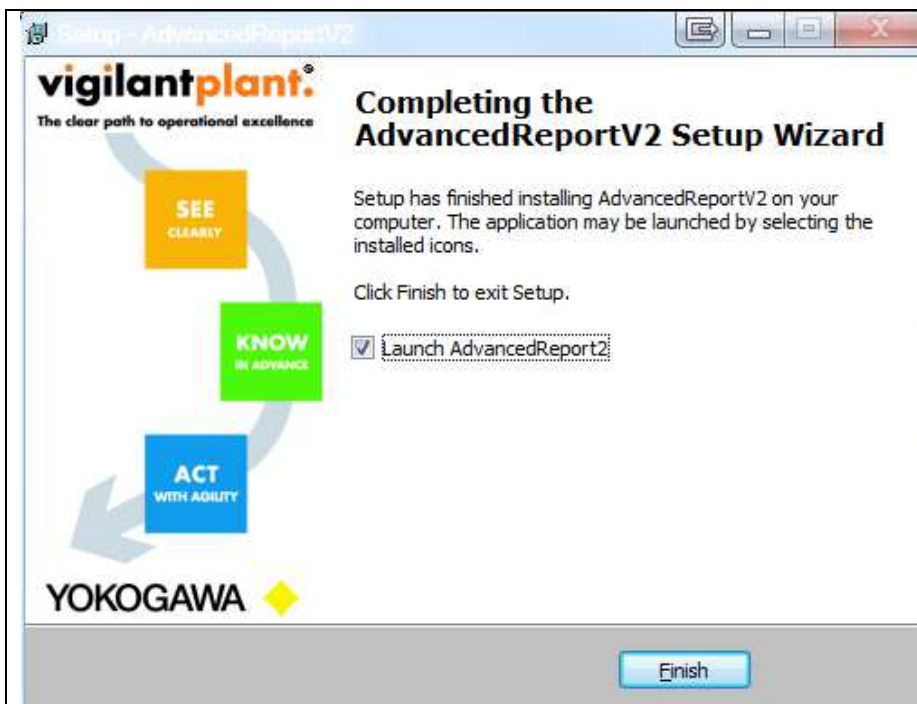 Setup - AdvancedReportV2
vigilantplant.®
The clear path to operational excellence
SEE
CLEARLY
KNOW
IN ADVANCE
ACT
WITH AGILITY
YOKOGAWA
Completing the
AdvancedReportV2 Setup Wizard
Setup has finished installing AdvancedReportV2 on your
computer. The application may be launched by selecting the
installed icons.
Click Finish to exit Setup.
Launch AdvancedReport2
Finish